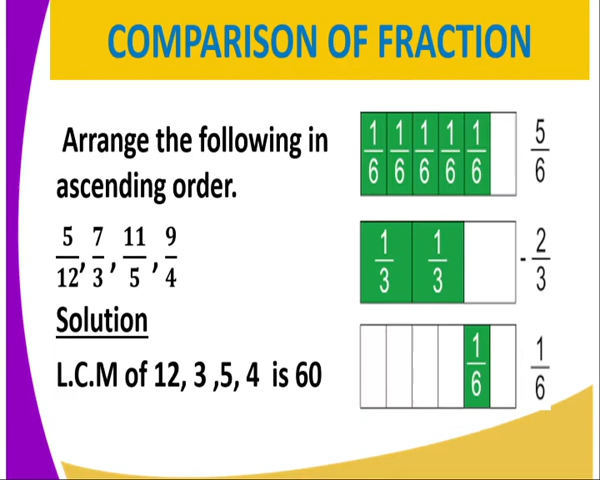 COMPARISON OF FRACTION
Arrange the following in
ascending order.
5/12, 7/3, 11/5, 9/4
Solution
L.C.M of 12, 3 ,5, 4 is 60
1/6 1/6 1/6 1/6 1/6 5/6
1/3 1/3 - 2/3
1/6 1/6